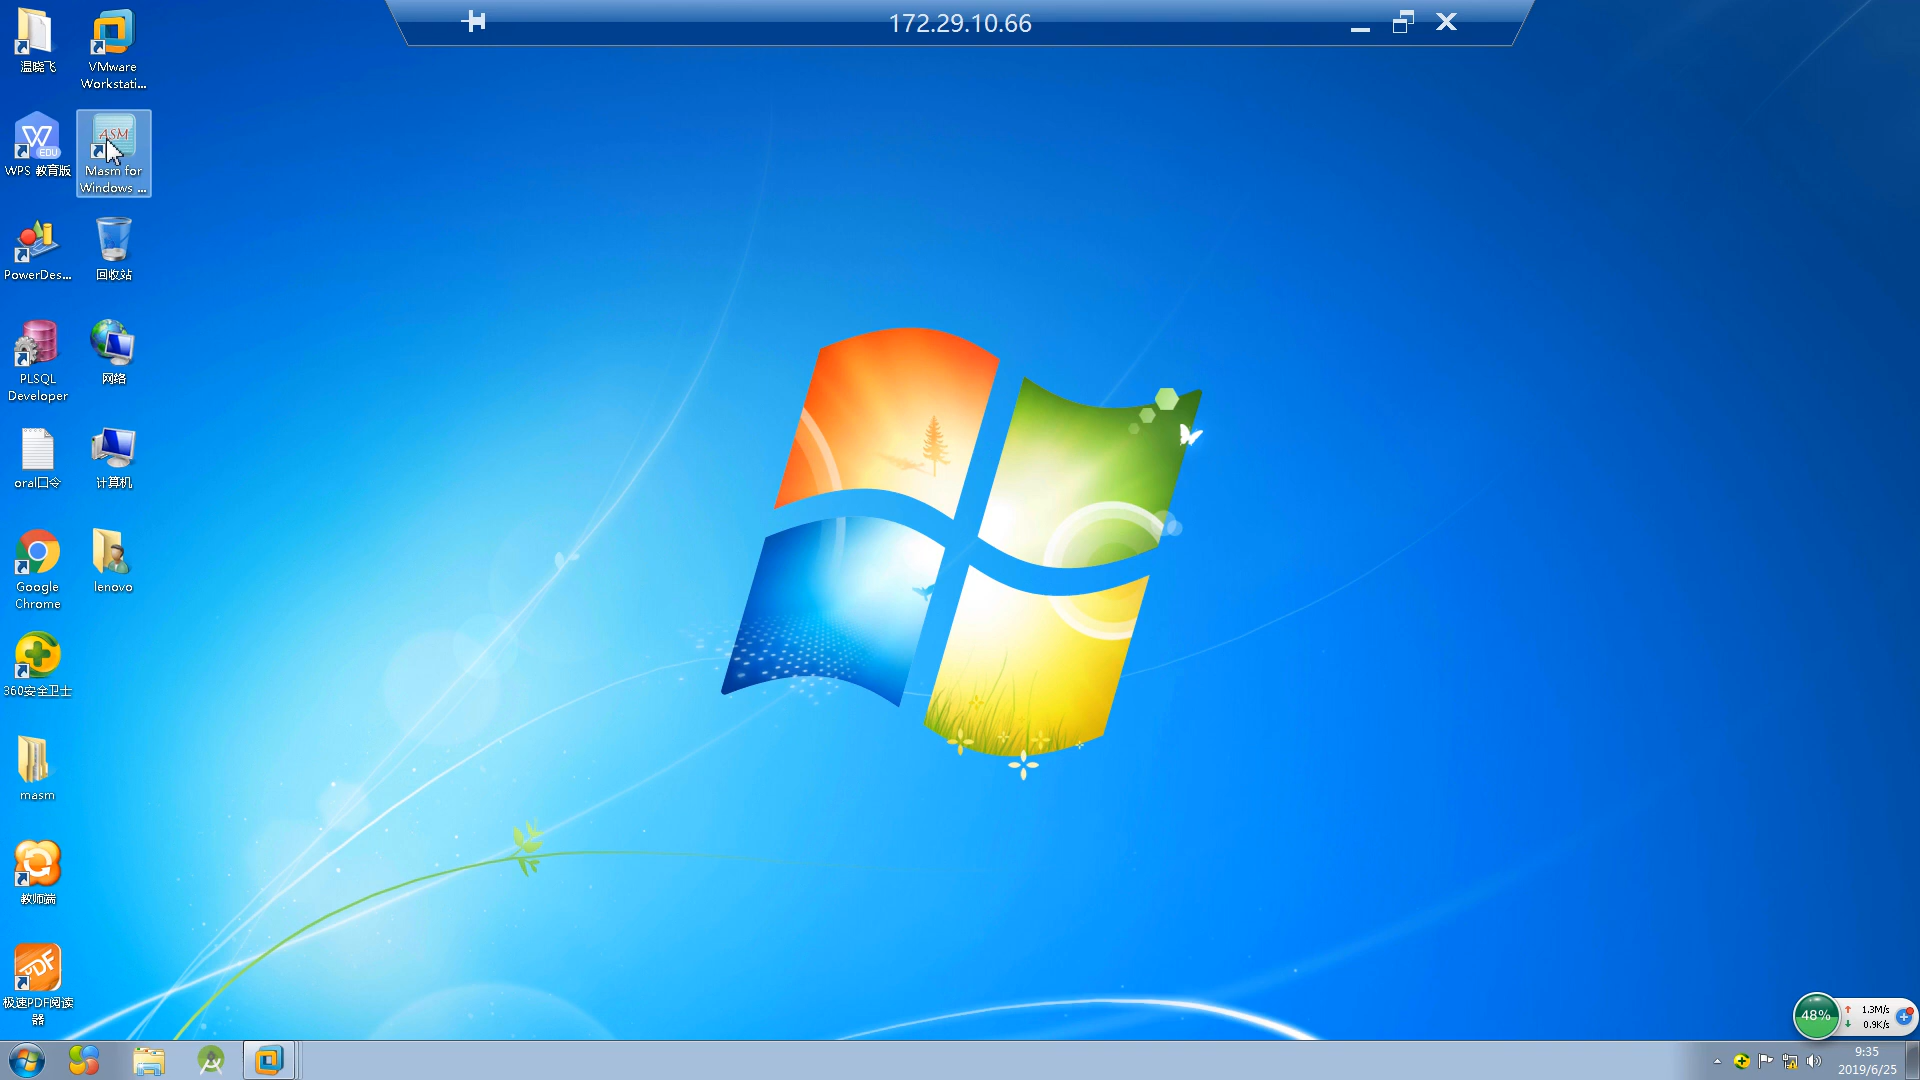 172.29.10.66
温晓飞
VMware
Workstati...
WPS 教育版
EDU
ASM
Masm for
Windows ...
PowerDes...
回收站
PLSQL
Developer
网络
oral口令
计算机
Google
Chrome
lenovo
360安全卫士
masm
教师端
PDF
极速PDF阅读
器
48%
1.3M/s
0.9K/s
9:35
2019/6/25